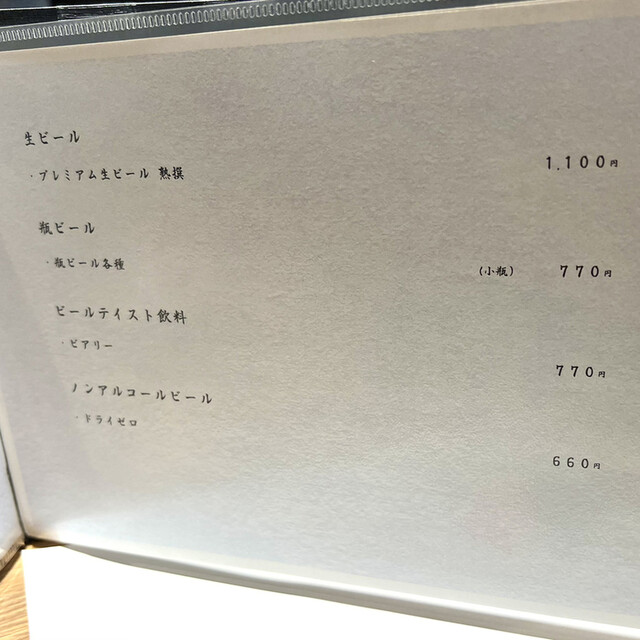 生ビール
・プレミアム生ビール 熟撰 1,100円
瓶ビール
・瓶ビール各種 (小瓶) 770円
ビールテイスト飲料
・ビアリー 770円
ノンアルコールビール
・ドライゼロ 660円